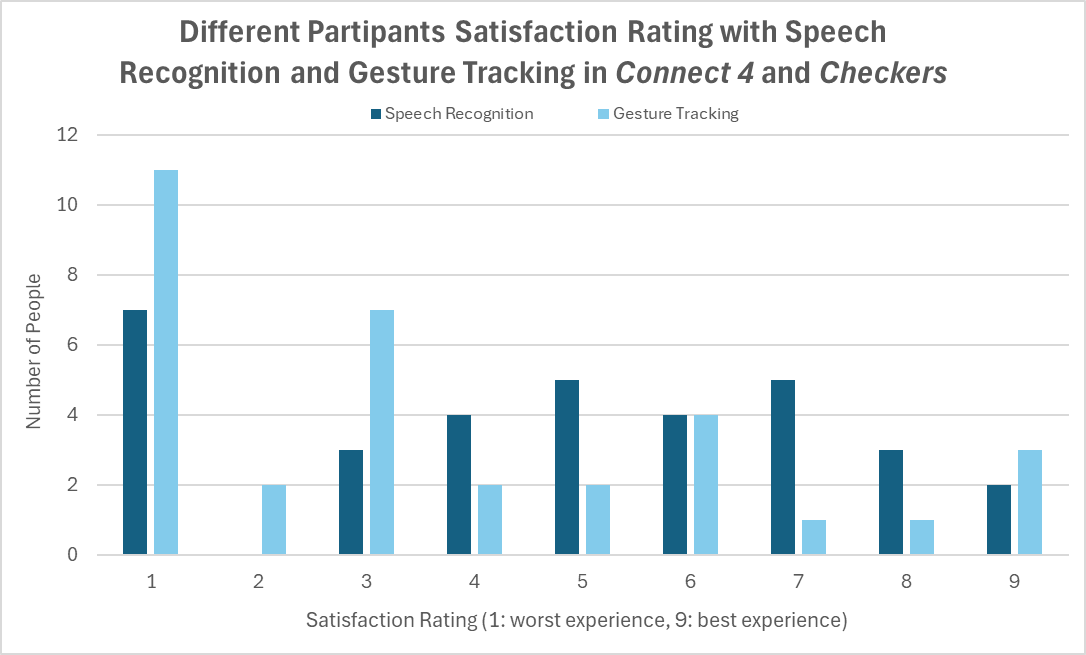 Different Partipants Satisfaction Rating with Speech
Recognition and Gesture Tracking in Connect 4 and Checkers
Speech Recognition Gesture Tracking
12
10
8
6
4
2
0
Number of People
1 2 3 4 5 6 7 8 9
Satisfaction Rating (1: worst experience, 9: best experience)